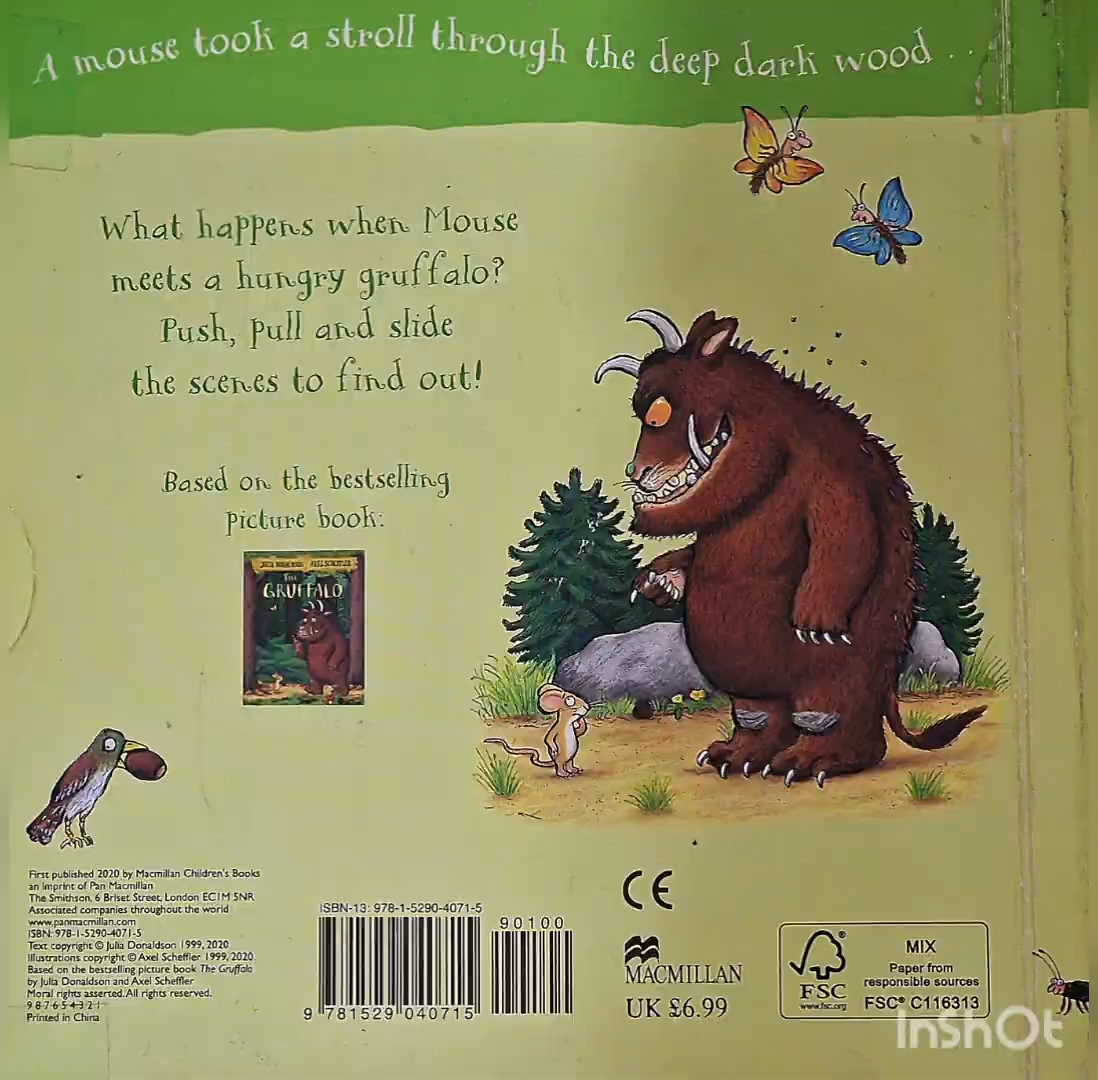 A mouse took a stroll through the deep dark wood . . .
What happens when Mouse
meets a hungry gruffalo?
Push, pull and slide
the scenes to find out!
Based on the bestselling
picture book:
JULIA DONALDSON AXEL SCHEFFLER
THE
GRUFFALO
First published 2020 by Macmillan Children's Books
an imprint of Pan Macmillan
The Smithson, 6 Briset Street, London EC1M 5NR
Associated companies throughout the world
www.panmacmillan.com
ISBN: 978-1-5290-4071-5
Text copyright © Julia Donaldson 1999, 2020
Illustrations copyright © Axel Scheffler 1999, 2020
Based on the bestselling picture book The Gruffalo
by Julia Donaldson and Axel Scheffler
Moral rights asserted. All rights reserved.
9 8 7 6 5 4 3 2 1
Printed in China
ISBN-13: 978-1-5290-4071-5
90100
9 781529 040715
CE
MACMILLAN
UK £6.99
FSC
www.fsc.org
MIX
Paper from
responsible sources
FSC® C116313
InShOt